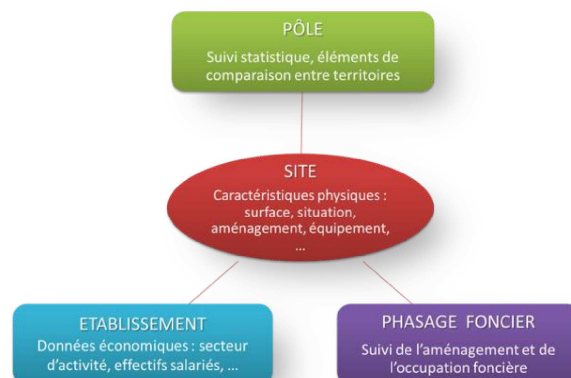 PÔLE
Suivi statistique, éléments de
comparaison entre territoires
SITE
Caractéristiques physiques :
surface, situation,
aménagement, équipement,
...
ETABLISSEMENT
Données économiques : secteur
d'activité, effectifs salariés, ...
PHASAGE FONCIER
Suivi de l'aménagement et de
l'occupation foncière